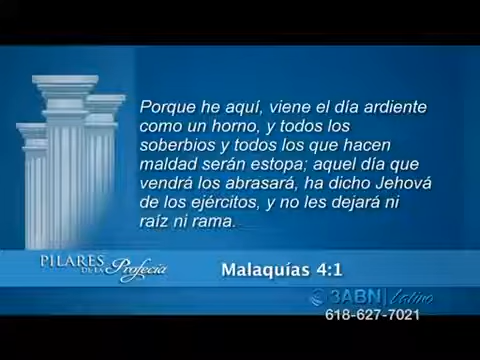 Porque he aquí, viene el día ardiente
como un horno, y todos los
soberbios y todos los que hacen
maldad serán estopa; aquel día que
vendrá los abrasará, ha dicho Jehová
de los ejércitos, y no les dejará ni
raíz ni rama.
PILARES
DE LA Profecía
Malaquías 4:1
3ABN Latino
618-627-7021